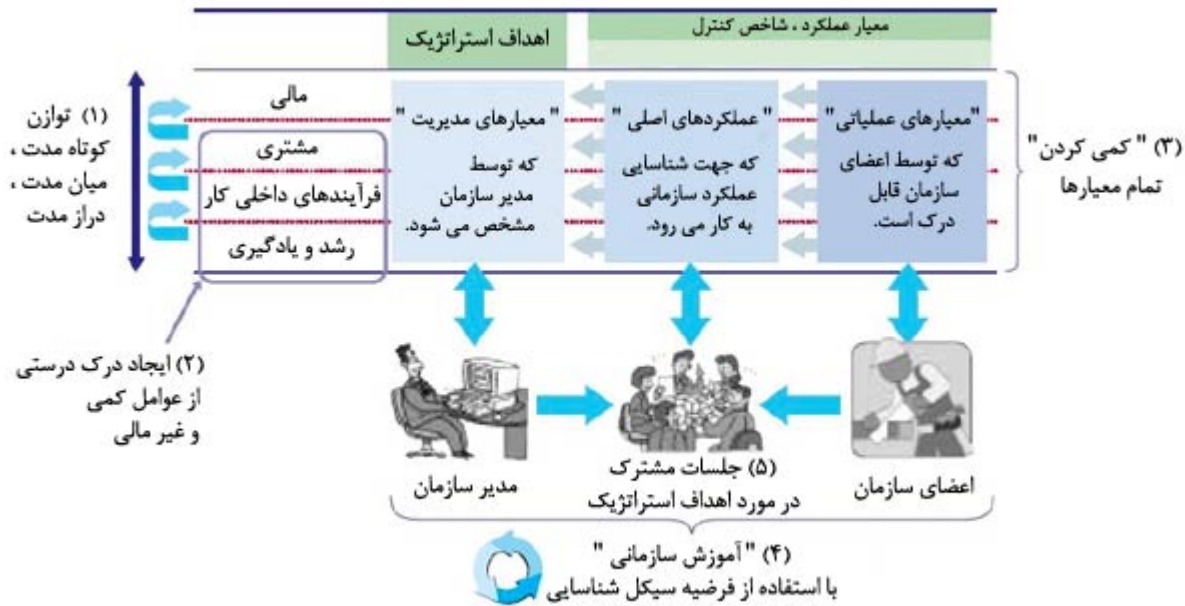 معیار عملکرد ، شاخص کنترل
اهداف استراتژیک
(۱) توازن
کوتاه مدت ،
میان مدت ،
دراز مدت
مالی
مشتری
فرآیندهای داخلی کار
رشد و یادگیری
" معیارهای مدیریت "
که توسط
مدیر سازمان
مشخص می شود.
" عملکردهای اصلی "
که جهت شناسایی
عملکرد سازمانی
به کار می رود.
"معیارهای عملیاتی"
که توسط اعضای
سازمان قابل
درک است.
(۳) " کمی کردن"
تمام معیارها
(۲) ایجاد درک درستی
از عوامل کمی
و غیر مالی
مدیر سازمان
(۵) جلسات مشترک
در مورد اهداف استراتژیک
اعضای سازمان
(۴) " آموزش سازمانی "
با استفاده از فرضیه سیکل شناسایی